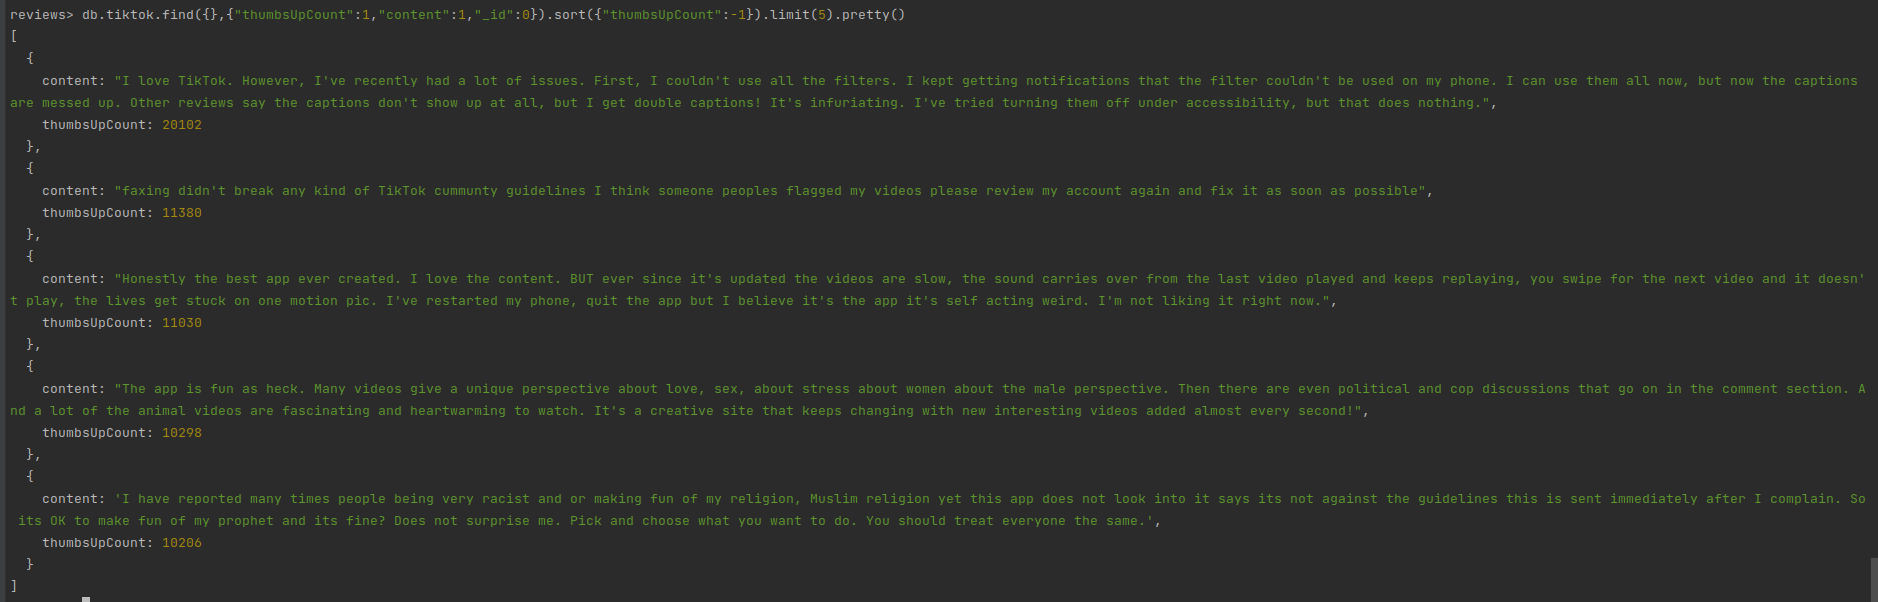 reviews> db.tiktok.find({},{"thumbsUpCount":1,"content":1,"_id":0}).sort({"thumbsUpCount":-1}).limit(5).pretty()
[
  {
    content: "I love TikTok. However, I've recently had a lot of issues. First, I couldn't use all the filters. I kept getting notifications that the filter couldn't be used on my phone. I can use them all now, but now the captions
are messed up. Other reviews say the captions don't show up at all, but I get double captions! It's infuriating. I've tried turning them off under accessibility, but that does nothing.",
    thumbsUpCount: 20102
  },
  {
    content: "faxing didn't break any kind of TikTok cummunty guidelines I think someone peoples flagged my videos please review my account again and fix it as soon as possible",
    thumbsUpCount: 11380
  },
  {
    content: "Honestly the best app ever created. I love the content. BUT ever since it's updated the videos are slow, the sound carries over from the last video played and keeps replaying, you swipe for the next video and it doesn'
t play, the lives get stuck on one motion pic. I've restarted my phone, quit the app but I believe it's the app it's self acting weird. I'm not liking it right now.",
    thumbsUpCount: 11030
  },
  {
    content: "The app is fun as heck. Many videos give a unique perspective about love, sex, about stress about women about the male perspective. Then there are even political and cop discussions that go on in the comment section. A
nd a lot of the animal videos are fascinating and heartwarming to watch. It's a creative site that keeps changing with new interesting videos added almost every second!",
    thumbsUpCount: 10298
  },
  {
    content: 'I have reported many times people being very racist and or making fun of my religion, Muslim religion yet this app does not look into it says its not against the guidelines this is sent immediately after I complain. So
 its OK to make fun of my prophet and its fine? Does not surprise me. Pick and choose what you want to do. You should treat everyone the same.',
    thumbsUpCount: 10206
  }
]